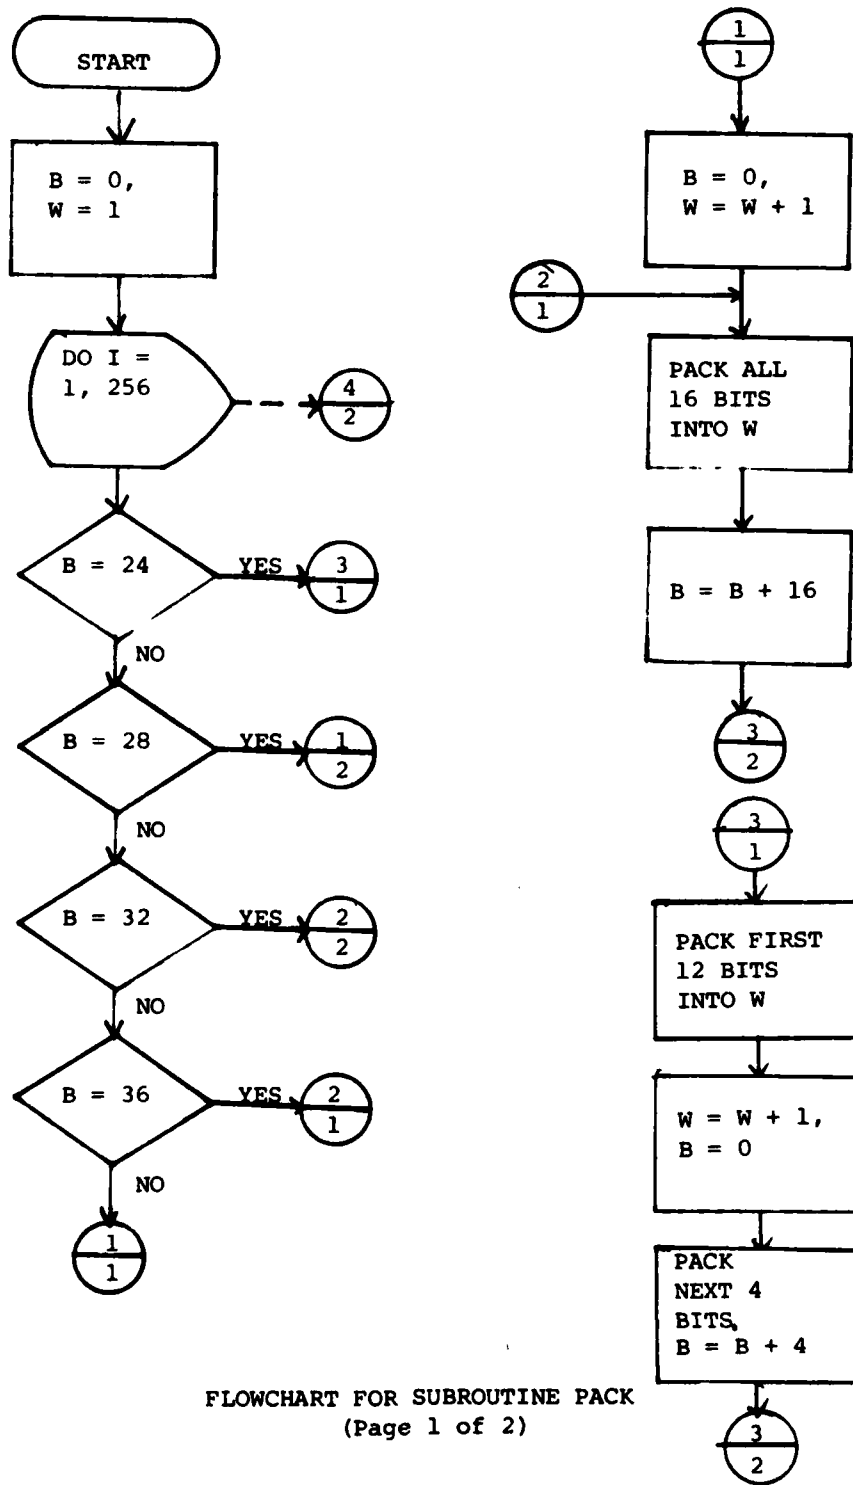 START
B = 0,
W = 1
DO I =
1, 256
4
2
B = 24
YES
3
1
NO
B = 28
YES
1
2
NO
B = 32
YES
2
2
NO
B = 36
YES
2
1
NO
1
1
1
1
B = 0,
W = W + 1
2
1
PACK ALL
16 BITS
INTO W
B = B + 16
3
2
3
1
PACK FIRST
12 BITS
INTO W
W = W + 1,
B = 0
PACK
NEXT 4
BITS,
B = B + 4
3
2
FLOWCHART FOR SUBROUTINE PACK
(Page 1 of 2)